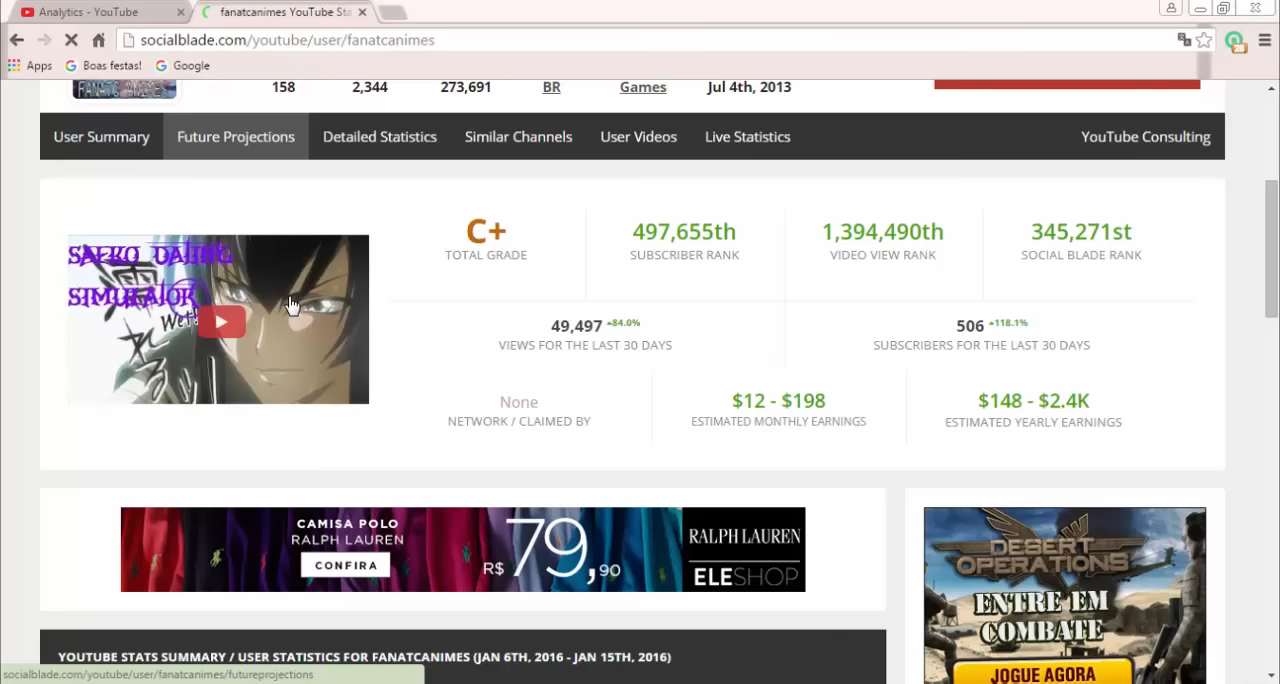 Analytics - YouTube
fanatcanimes YouTube Sta
socialblade.com/youtube/user/fanatcanimes
Apps
Boas festas!
Google
FANATIC ANIMES
158
2,344
273,691
BR
Games
Jul 4th, 2013
User Summary
Future Projections
Detailed Statistics
Similar Channels
User Videos
Live Statistics
YouTube Consulting
SAEKO DATING
SIMULATOR
C+
TOTAL GRADE
497,655th
SUBSCRIBER RANK
1,394,490th
VIDEO VIEW RANK
345,271st
SOCIAL BLADE RANK
49,497 84.0%
VIEWS FOR THE LAST 30 DAYS
506 118.1%
SUBSCRIBERS FOR THE LAST 30 DAYS
None
NETWORK / CLAIMED BY
$12 - $198
ESTIMATED MONTHLY EARNINGS
$148 - $2.4K
ESTIMATED YEARLY EARNINGS
CAMISA POLO
RALPH LAUREN
CONFIRA
R$ 79,90
RALPH LAUREN
ELESHOP
DESERT
OPERATIONS
ENTRE EM
COMBATE
JOGUE AGORA
YOUTUBE STATS SUMMARY / USER STATISTICS FOR FANATCANIMES (JAN 6TH, 2016 - JAN 15TH, 2016)
socialblade.com/youtube/user/fanatcanimes/futureprojections